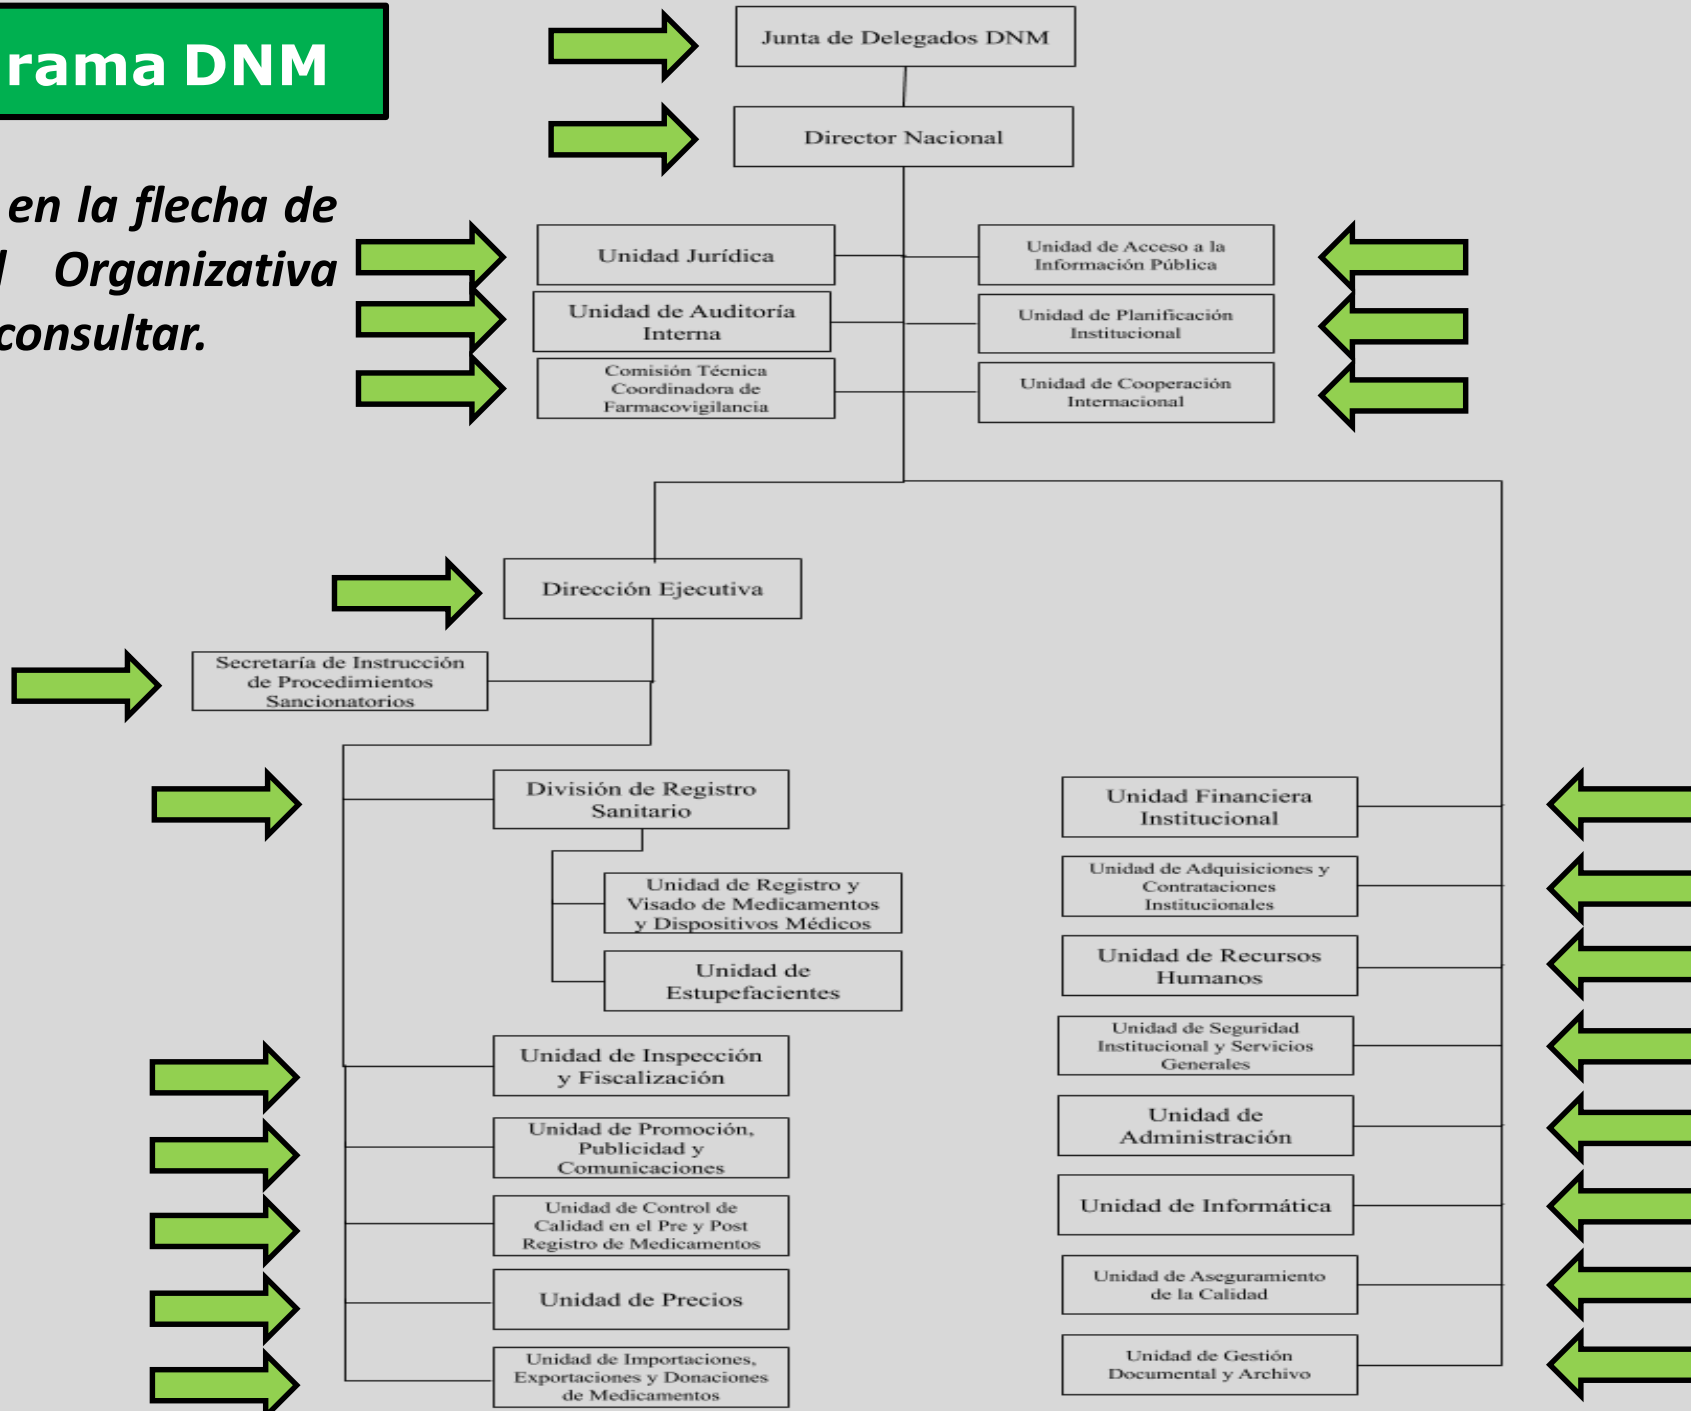 rama DNM
en la flecha de
Organizativa
consultar.
Junta de Delegados DNM
Director Nacional
Unidad Jurídica
Unidad de Acceso a la
Información Pública
Unidad de Auditoría
Interna
Unidad de Planificación
Institucional
Comisión Técnica
Coordinadora de
Farmacovigilancia
Unidad de Cooperación
Internacional
Dirección Ejecutiva
Secretaría de Instrucción
de Procedimientos
Sancionatorios
División de Registro
Sanitario
Unidad de Registro y
Visado de Medicamentos
y Dispositivos Médicos
Unidad de
Estupefacientes
Unidad de Inspección
y Fiscalización
Unidad de Promoción,
Publicidad y
Comunicaciones
Unidad de Control de
Calidad en el Pre y Post
Registro de Medicamentos
Unidad de Precios
Unidad de Importaciones,
Exportaciones y Donaciones
de Medicamentos
Unidad Financiera
Institucional
Unidad de Adquisiciones y
Contrataciones
Institucionales
Unidad de Recursos
Humanos
Unidad de Seguridad
Institucional y Servicios
Generales
Unidad de
Administración
Unidad de Informática
Unidad de Aseguramiento
de la Calidad
Unidad de Gestión
Documental y Archivo